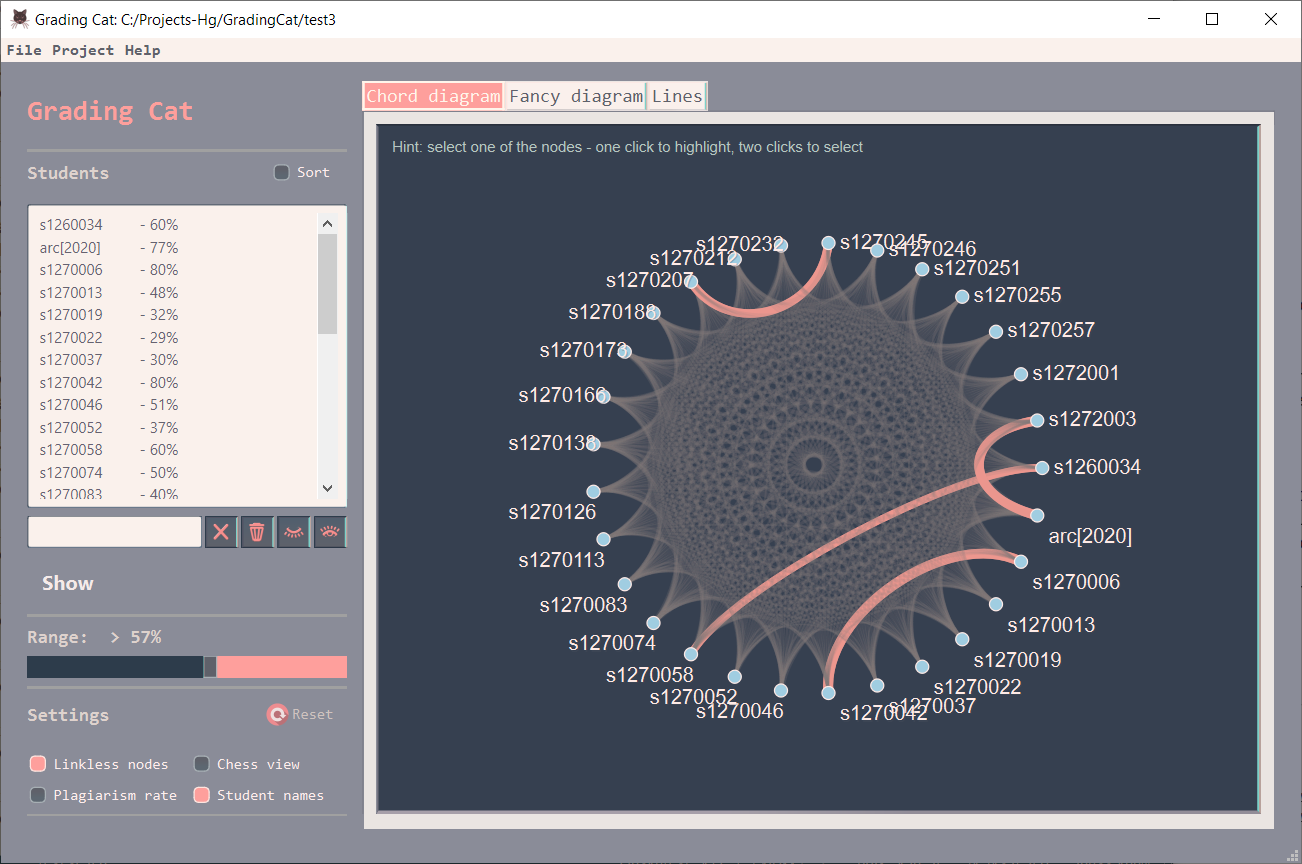 Grading Cat: C:/Projects-Hg/GradingCat/test3
File Project Help
Grading Cat
Students Sort
s1260034 - 60%
arc[2020] - 77%
s1270006 - 80%
s1270013 - 48%
s1270019 - 32%
s1270022 - 29%
s1270037 - 30%
s1270042 - 80%
s1270046 - 51%
s1270052 - 37%
s1270058 - 60%
s1270074 - 50%
s1270083 - 40%
Show
Range: > 57%
Settings Reset
Linkless nodes Chess view
Plagiarism rate Student names
Chord diagram Fancy diagram Lines
Hint: select one of the nodes - one click to highlight, two clicks to select
s1270232 s1270245
s1270212 s1270246
s1270207 s1270251
s1270188 s1270255
s1270173 s1270257
s1270166 s1272001
s1270138 s1272003
s1260034
s1270126 arc[2020]
s1270113 s1270006
s1270083 s1270013
s1270074 s1270019
s1270058 s1270022
s1270052 s1270037
s1270046 s1270042